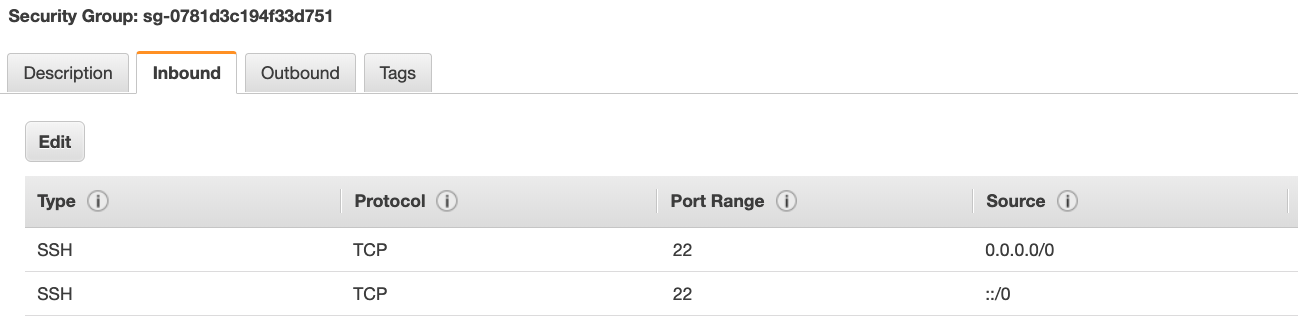 Security Group: sg-0781d3c194f33d751
Description Inbound Outbound Tags
Edit
Type i Protocol i Port Range i Source i
SSH TCP 22 0.0.0.0/0
SSH TCP 22 ::/0